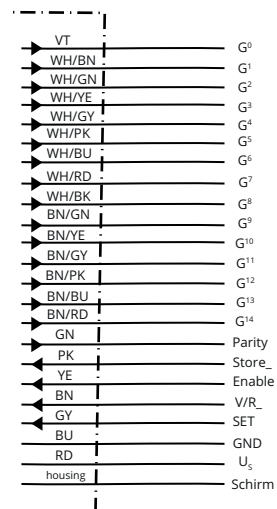 VT G⁰
WH/BN G¹
WH/GN G²
WH/YE G³
WH/GY G⁴
WH/PK G⁵
WH/BU G⁶
WH/RD G⁷
WH/BK G⁸
BN/GN G⁹
BN/YE G¹⁰
BN/GY G¹¹
BN/PK G¹²
BN/BU G¹³
BN/RD G¹⁴
GN Parity
PK Store_
YE Enable
BN V/R_
GY SET
BU GND
RD Uₛ
housing Schirm